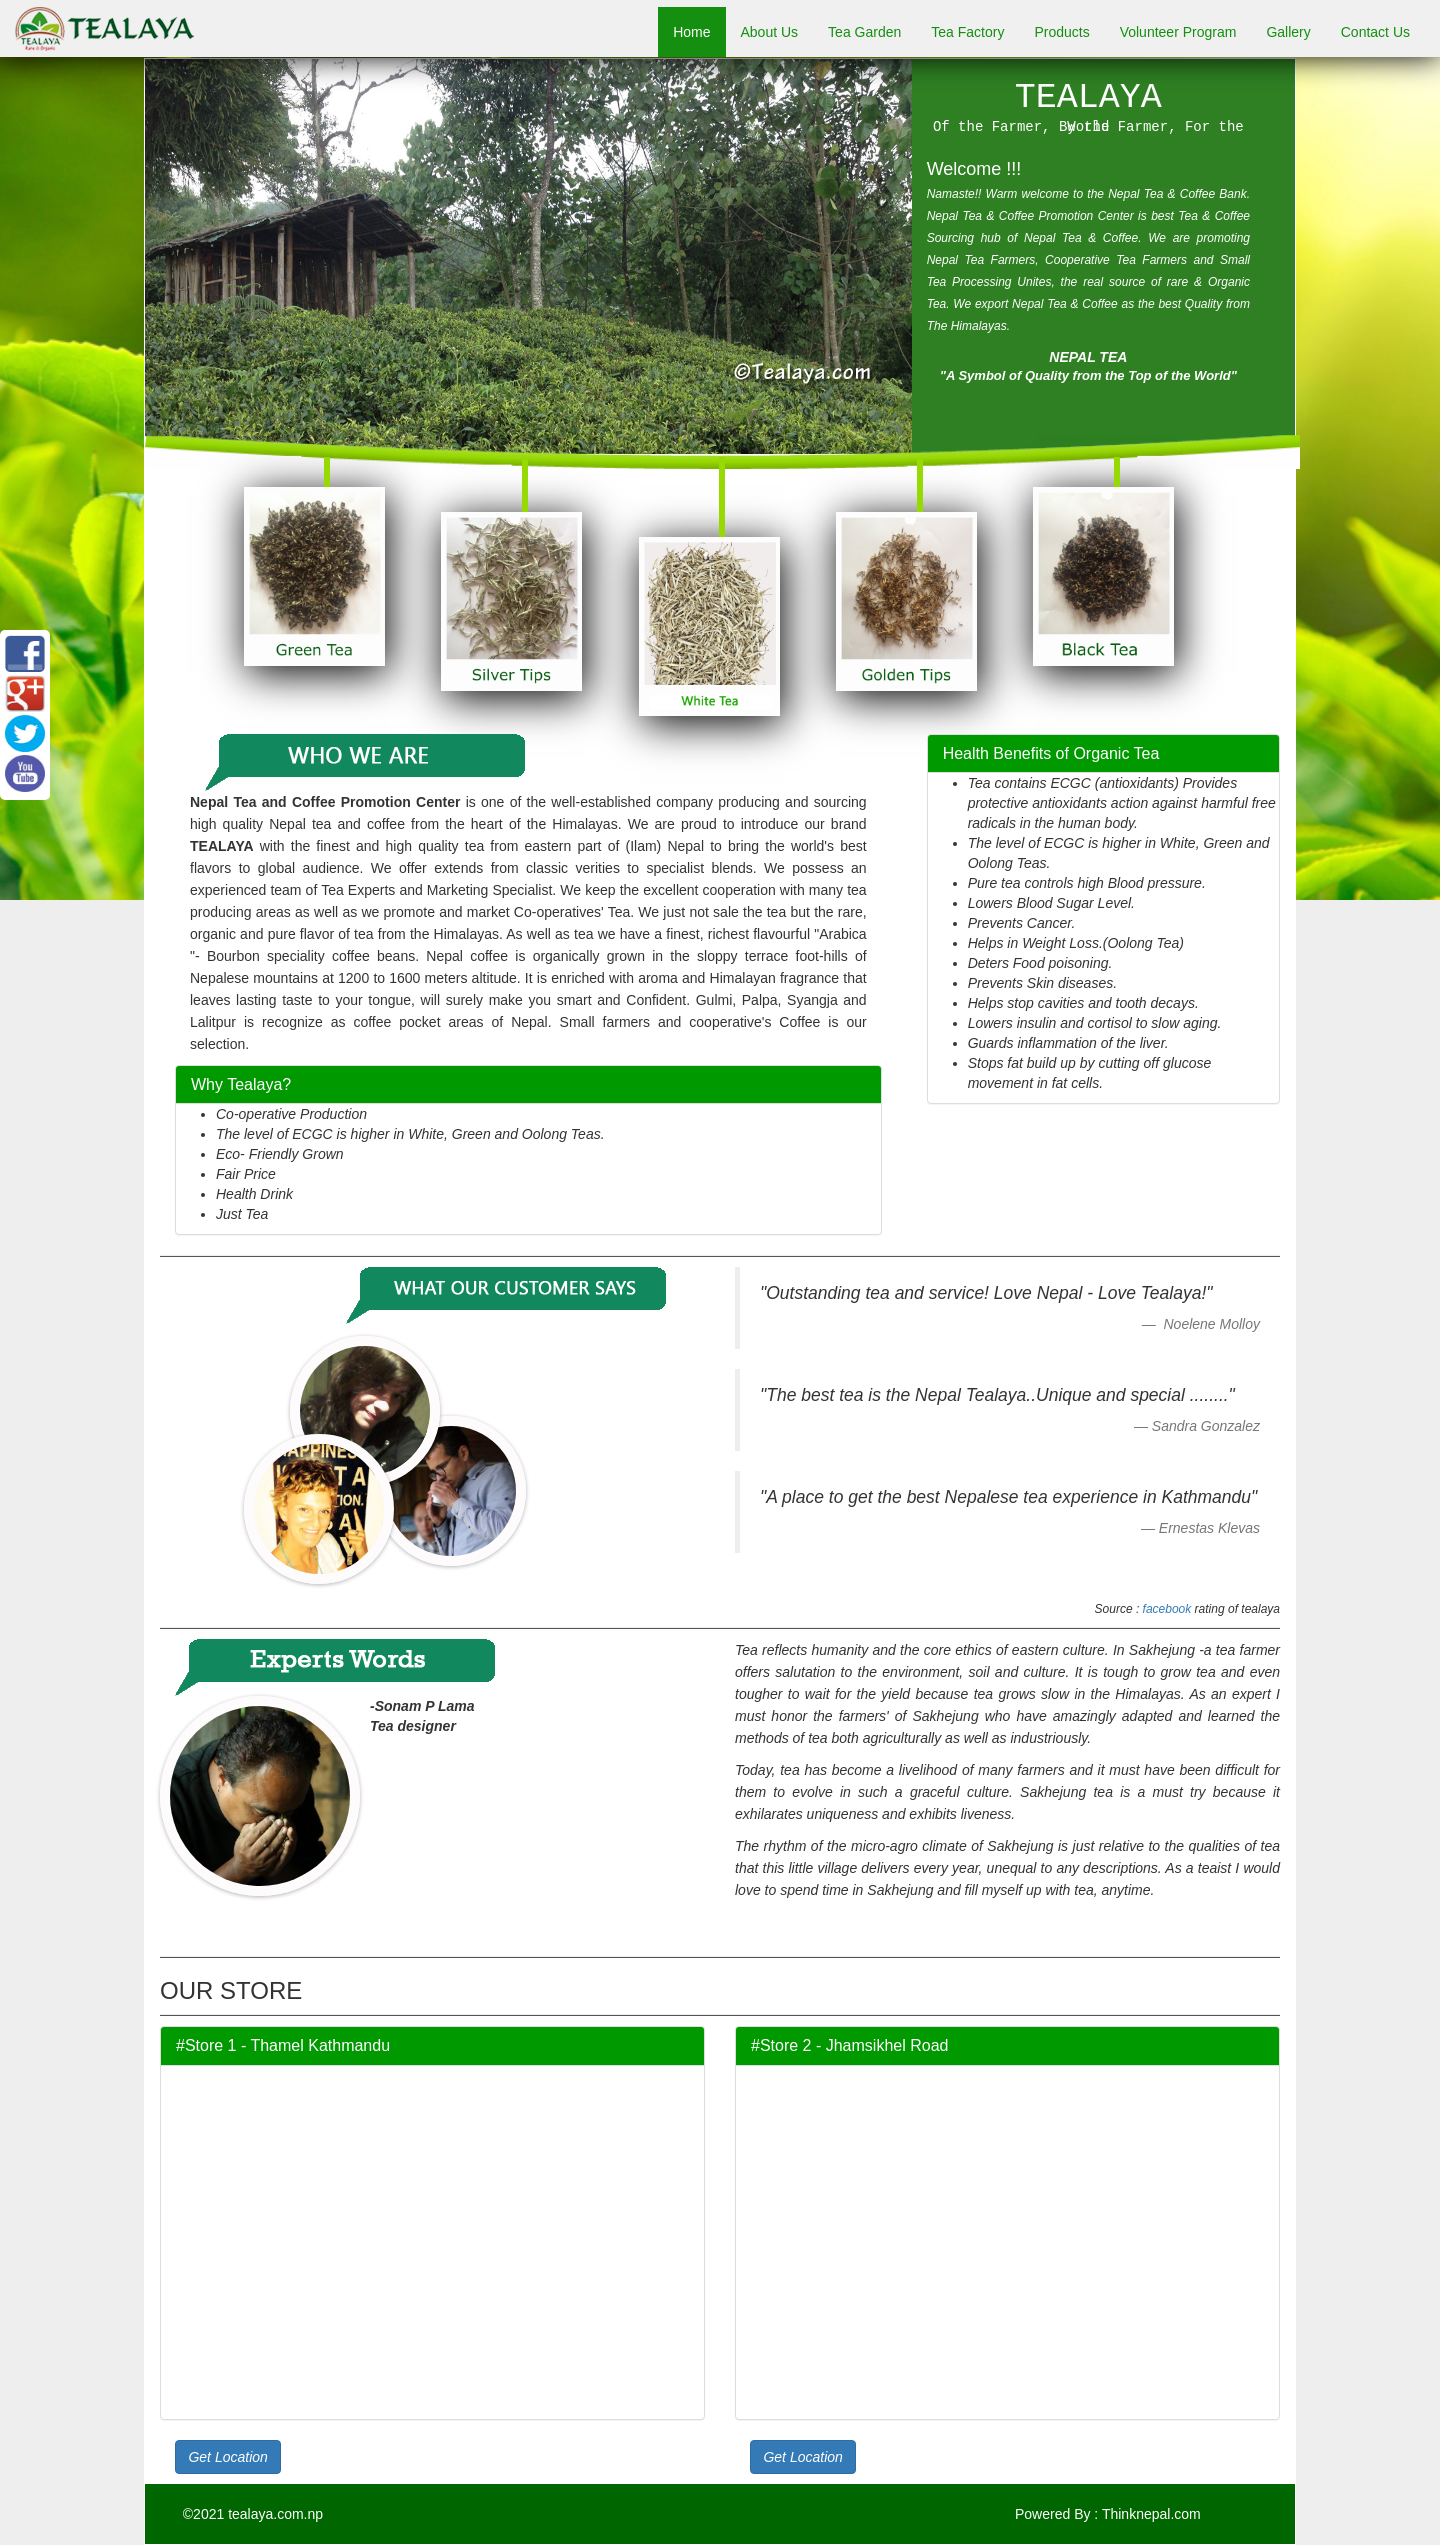 TEALAYA
TEALAYA
Rare & Organic
Home
About Us
Tea Garden
Tea Factory
Products
Volunteer Program
Gallery
Contact Us
©Tealaya.com
TEALAYA
Of the Farmer, By the Farmer, For the
World
Welcome !!!
Namaste!! Warm welcome to the Nepal Tea & Coffee Bank.
Nepal Tea & Coffee Promotion Center is best Tea & Coffee
Sourcing hub of Nepal Tea & Coffee. We are promoting
Nepal Tea Farmers, Cooperative Tea Farmers and Small
Tea Processing Unites, the real source of rare & Organic
Tea. We export Nepal Tea & Coffee as the best Quality from
The Himalayas.
NEPAL TEA
"A Symbol of Quality from the Top of the World"
Green Tea
Silver Tips
White Tea
Golden Tips
Black Tea
You
Tube
WHO WE ARE
Nepal Tea and Coffee Promotion Center is one of the well-established company producing and sourcing
high quality Nepal tea and coffee from the heart of the Himalayas. We are proud to introduce our brand
TEALAYA with the finest and high quality tea from eastern part of (Ilam) Nepal to bring the world's best
flavors to global audience. We offer extends from classic verities to specialist blends. We possess an
experienced team of Tea Experts and Marketing Specialist. We keep the excellent cooperation with many tea
producing areas as well as we promote and market Co-operatives' Tea. We just not sale the tea but the rare,
organic and pure flavor of tea from the Himalayas. As well as tea we have a finest, richest flavourful "Arabica
"- Bourbon speciality coffee beans. Nepal coffee is organically grown in the sloppy terrace foot-hills of
Nepalese mountains at 1200 to 1600 meters altitude. It is enriched with aroma and Himalayan fragrance that
leaves lasting taste to your tongue, will surely make you smart and Confident. Gulmi, Palpa, Syangja and
Lalitpur is recognize as coffee pocket areas of Nepal. Small farmers and cooperative's Coffee is our
selection.
Health Benefits of Organic Tea
Tea contains ECGC (antioxidants) Provides
protective antioxidants action against harmful free
radicals in the human body.
The level of ECGC is higher in White, Green and
Oolong Teas.
Pure tea controls high Blood pressure.
Lowers Blood Sugar Level.
Prevents Cancer.
Helps in Weight Loss.(Oolong Tea)
Deters Food poisoning.
Prevents Skin diseases.
Helps stop cavities and tooth decays.
Lowers insulin and cortisol to slow aging.
Guards inflammation of the liver.
Stops fat build up by cutting off glucose
movement in fat cells.
Why Tealaya?
Co-operative Production
The level of ECGC is higher in White, Green and Oolong Teas.
Eco- Friendly Grown
Fair Price
Health Drink
Just Tea
WHAT OUR CUSTOMER SAYS
"Outstanding tea and service! Love Nepal - Love Tealaya!"
— Noelene Molloy
"The best tea is the Nepal Tealaya..Unique and special ........"
— Sandra Gonzalez
"A place to get the best Nepalese tea experience in Kathmandu"
— Ernestas Klevas
Source : facebook rating of tealaya
Experts Words
-Sonam P Lama
Tea designer
Tea reflects humanity and the core ethics of eastern culture. In Sakhejung -a tea farmer
offers salutation to the environment, soil and culture. It is tough to grow tea and even
tougher to wait for the yield because tea grows slow in the Himalayas. As an expert I
must honor the farmers' of Sakhejung who have amazingly adapted and learned the
methods of tea both agriculturally as well as industriously.
Today, tea has become a livelihood of many farmers and it must have been difficult for
them to evolve in such a graceful culture. Sakhejung tea is a must try because it
exhilarates uniqueness and exhibits liveness.
The rhythm of the micro-agro climate of Sakhejung is just relative to the qualities of tea
that this little village delivers every year, unequal to any descriptions. As a teaist I would
love to spend time in Sakhejung and fill myself up with tea, anytime.
OUR STORE
#Store 1 - Thamel Kathmandu
#Store 2 - Jhamsikhel Road
Get Location
Get Location
©2021 tealaya.com.np
Powered By : Thinknepal.com